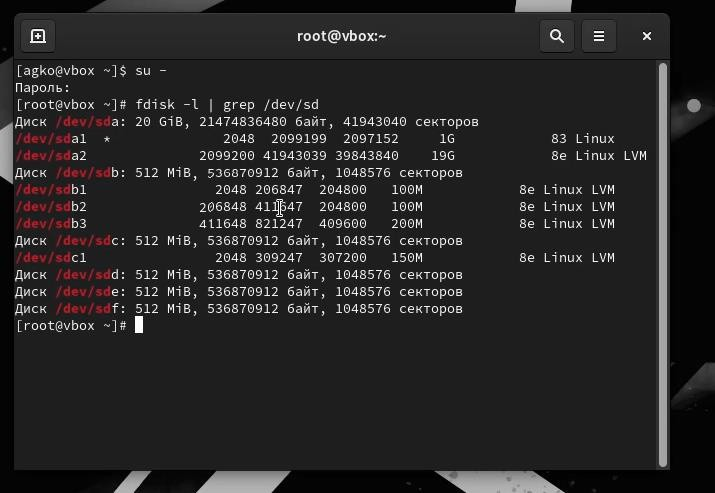 root@vbox:~
[agko@vbox ~]$ su -
Пароль:
[root@vbox ~]# fdisk -l | grep /dev/sd
Диск /dev/sda: 20 GiB, 21474836480 байт, 41943040 секторов
/dev/sda1 * 2048 2099199 2097152 1G 83 Linux
/dev/sda2 2099200 41943039 39843840 19G 8e Linux LVM
Диск /dev/sdb: 512 MiB, 536870912 байт, 1048576 секторов
/dev/sdb1 2048 206847 204800 100M 8e Linux LVM
/dev/sdb2 206848 411647 204800 100M 8e Linux LVM
/dev/sdb3 411648 821247 409600 200M 8e Linux LVM
Диск /dev/sdc: 512 MiB, 536870912 байт, 1048576 секторов
/dev/sdc1 2048 309247 307200 150M 8e Linux LVM
Диск /dev/sdd: 512 MiB, 536870912 байт, 1048576 секторов
Диск /dev/sde: 512 MiB, 536870912 байт, 1048576 секторов
Диск /dev/sdf: 512 MiB, 536870912 байт, 1048576 секторов
[root@vbox ~]#